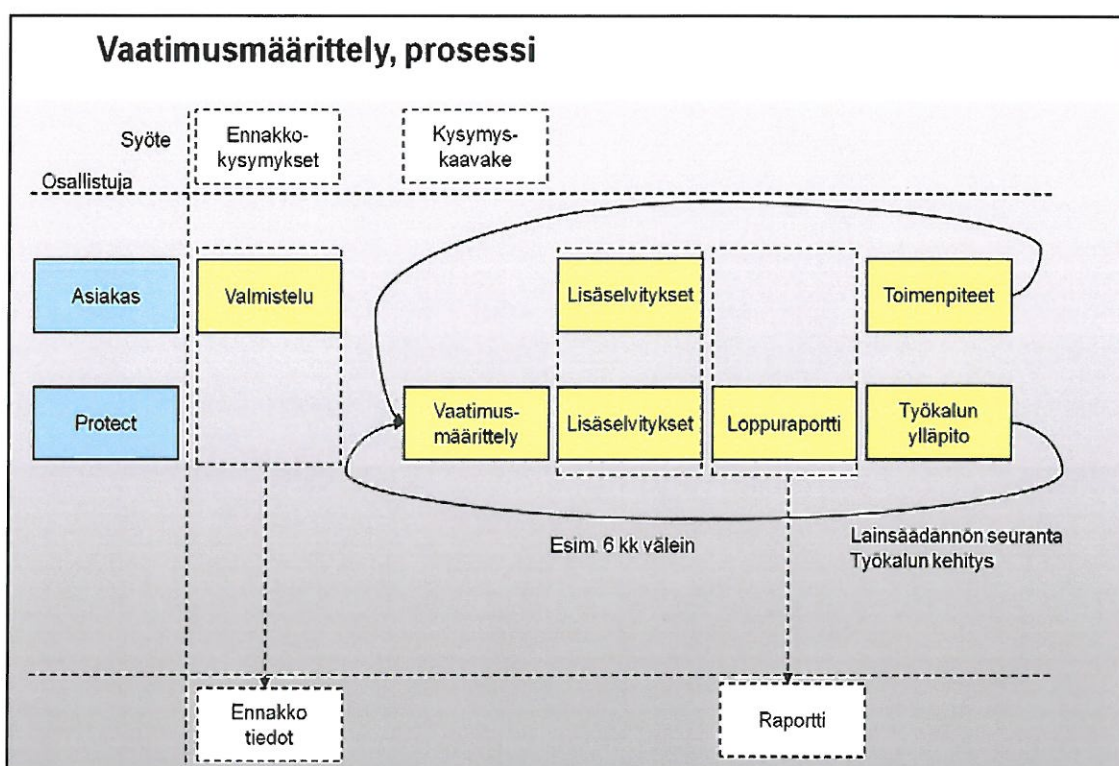 Vaatimusmäärittely, prosessi
Syöte
Ennakko-
kysymykset
Kysymys-
kaavake
Osallistuja
Asiakas
Valmistelu
Lisäselvitykset
Toimenpiteet
Protect
Vaatimus-
määrittely
Lisäselvitykset
Loppuraportti
Työkalun
ylläpito
Esim. 6 kk välein
Lainsäädännön seuranta
Työkalun kehitys
Ennakko
tiedot
Raportti